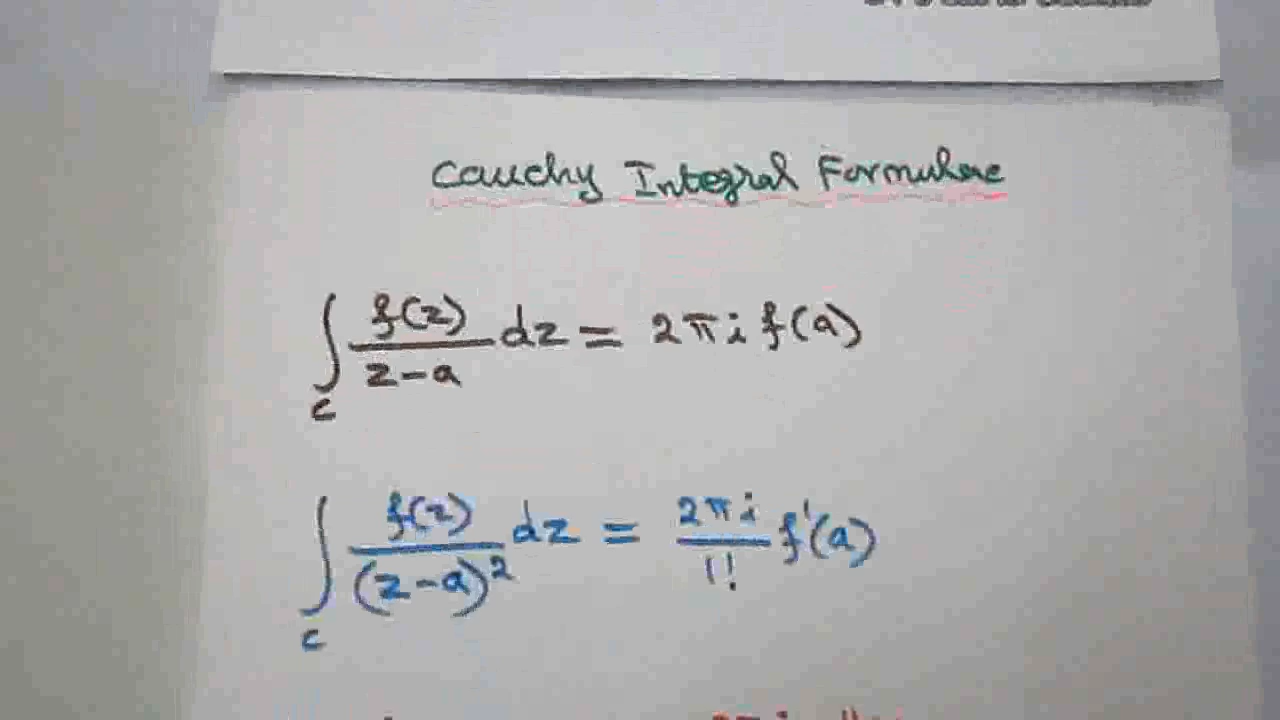 Cauchy Integral Formulae
∫_C f(z)/(z-a) dz = 2πi f(a)
∫_C f(z)/(z-a)² dz = 2πi/1! f'(a)